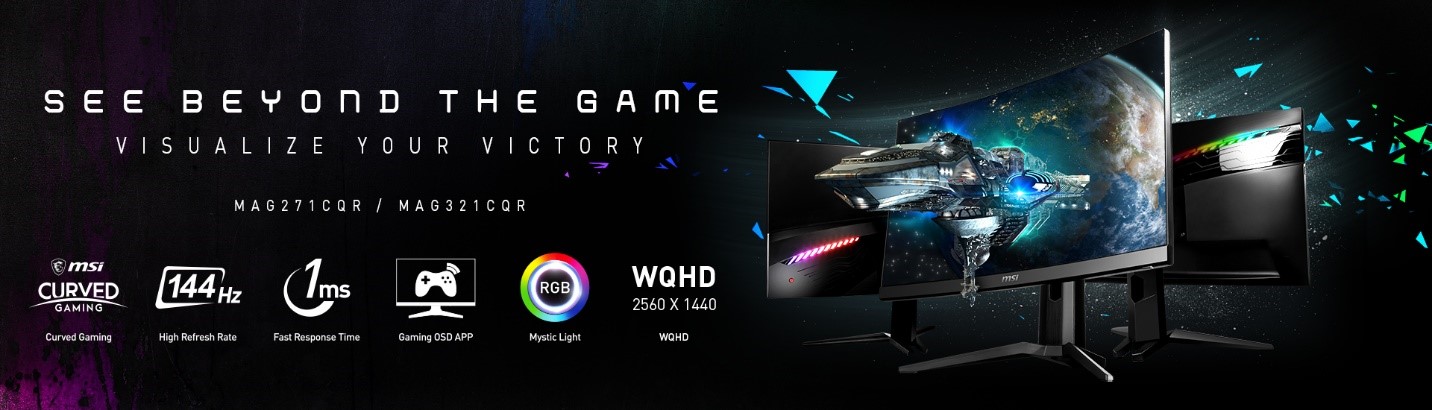 SEE BEYOND THE GAME
VISUALIZE YOUR VICTORY
MAG271CQR / MAG321CQR
msi
CURVED
GAMING
Curved Gaming
144Hz
High Refresh Rate
1ms
Fast Response Time
Gaming OSD APP
RGB
Mystic Light
WQHD
2560 X 1440
WQHD
msi